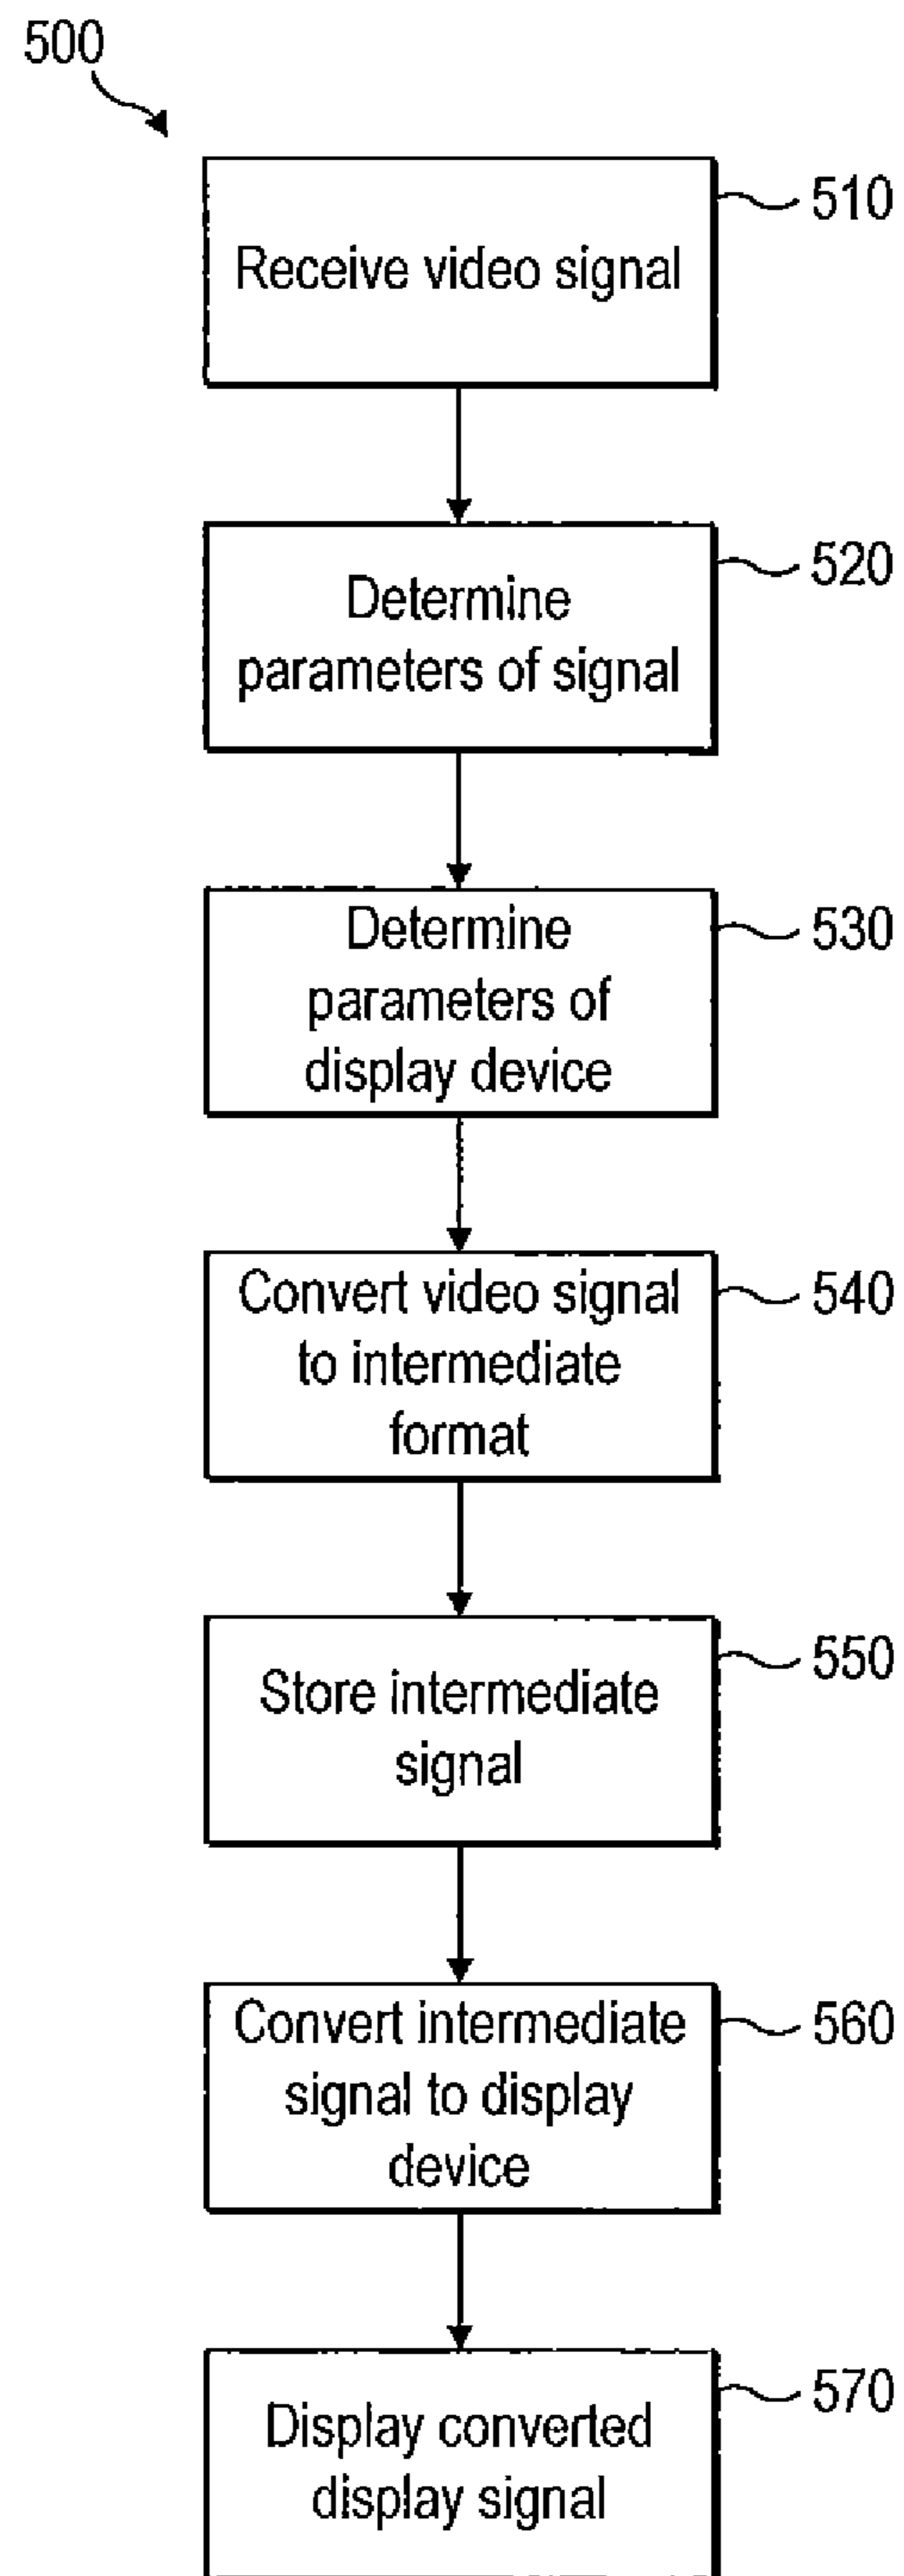 500
Receive video signal
510
Determine
parameters of signal
520
Determine
parameters of
display device
530
Convert video signal
to intermediate
format
540
Store intermediate
signal
550
Convert intermediate
signal to display
device
560
Display converted
display signal
570